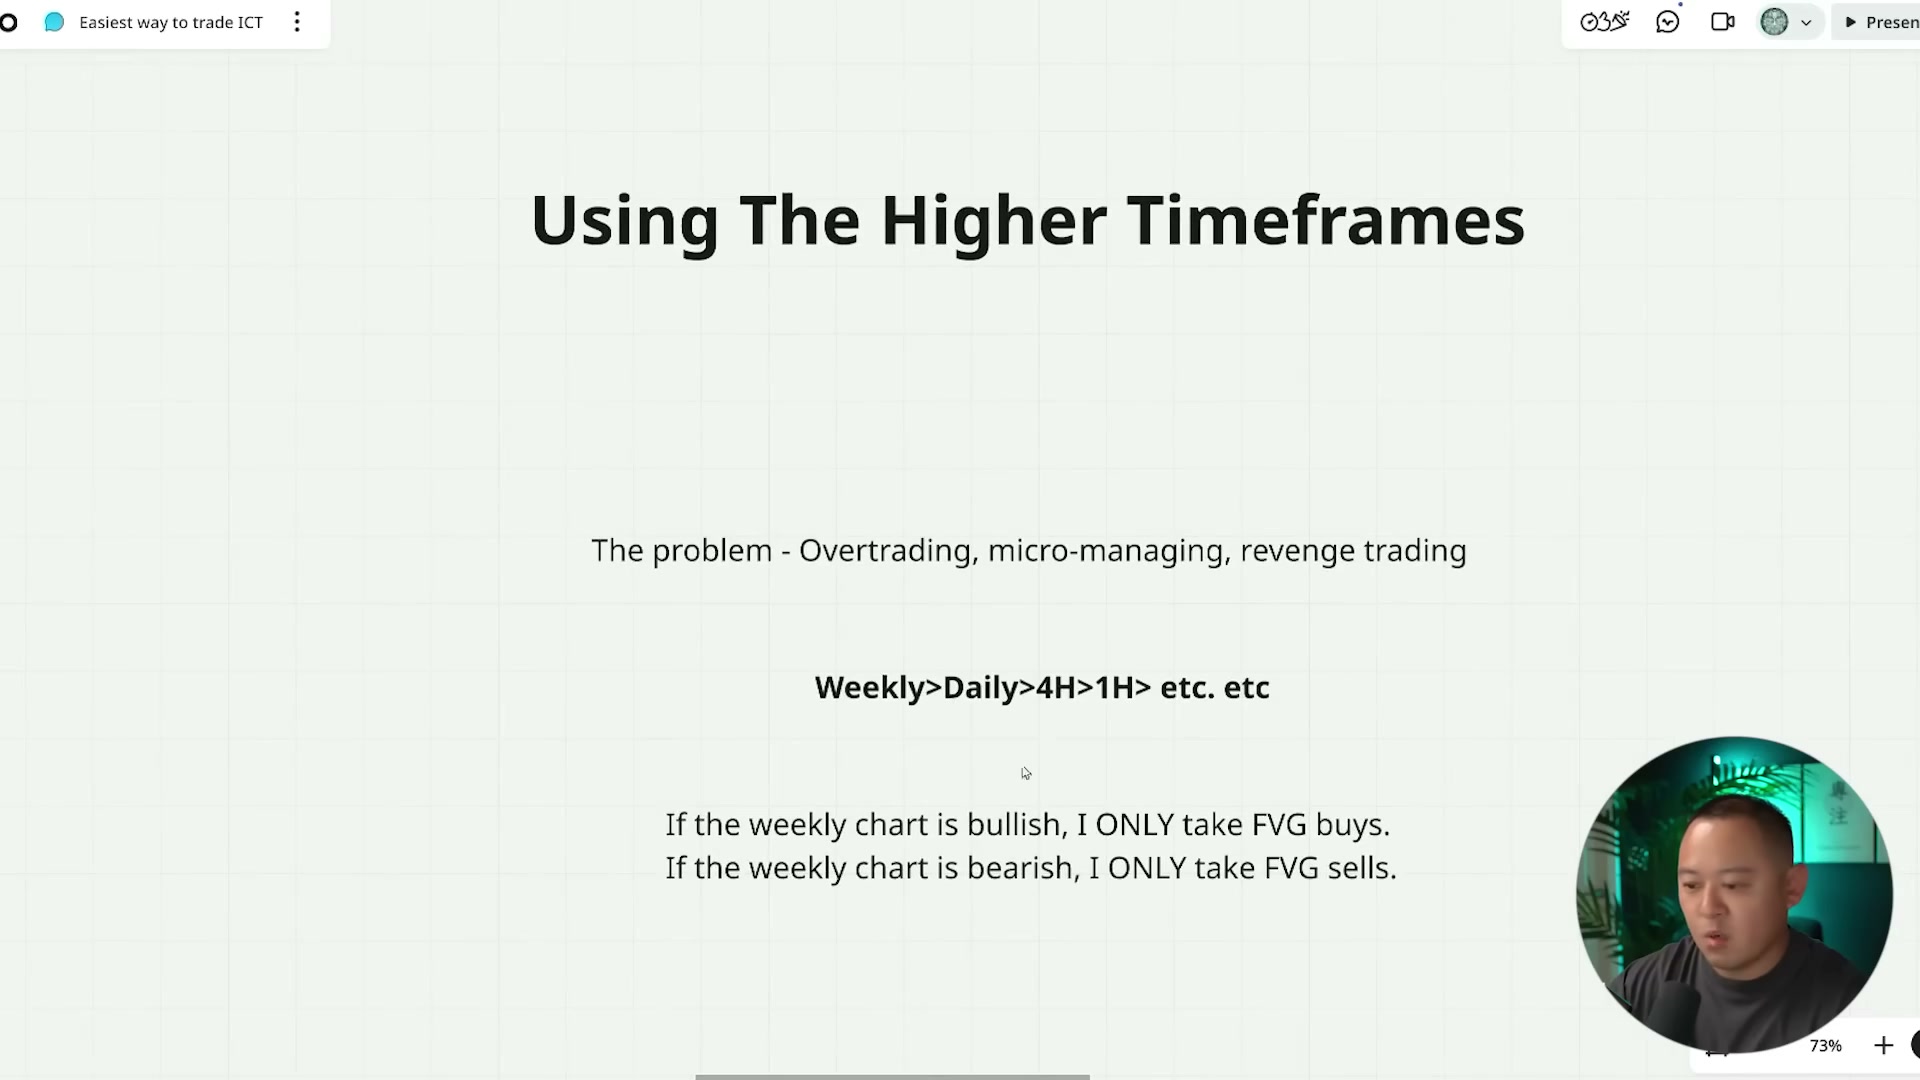 Easiest way to trade ICT
Presen
Using The Higher Timeframes
The problem - Overtrading, micro-managing, revenge trading
Weekly>Daily>4H>1H> etc. etc
If the weekly chart is bullish, I ONLY take FVG buys.
If the weekly chart is bearish, I ONLY take FVG sells.
專
注
73%